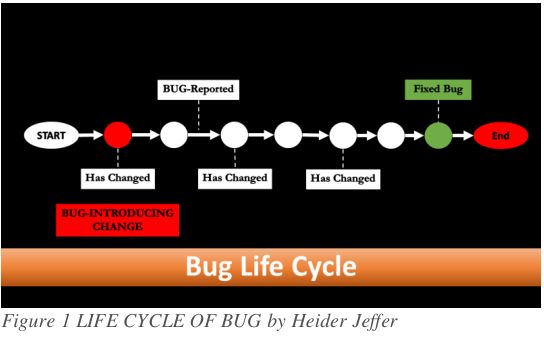 BUG-Reported
Fixed Bug
START
End
Has Changed
Has Changed
Has Changed
BUG-INTRODUCING
CHANGE
Bug Life Cycle
Figure 1 LIFE CYCLE OF BUG by Heider Jeffer